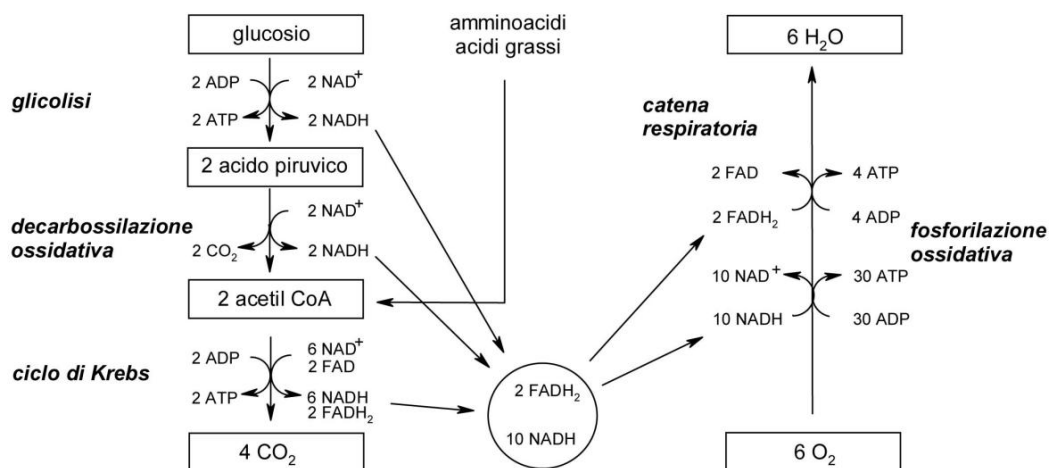 glucosio
glicolisi
2 ADP
2 NAD⁺
2 ATP
2 NADH
2 acido piruvico
decarbossilazione
ossidativa
2 NAD⁺
2 CO₂
2 NADH
2 acetil CoA
ciclo di Krebs
2 ADP
6 NAD⁺
2 FAD
2 ATP
6 NADH
2 FADH₂
4 CO₂
amminoacidi
acidi grassi
2 FADH₂
10 NADH
6 H₂O
catena
respiratoria
2 FAD
4 ATP
2 FADH₂
4 ADP
fosforilazione
ossidativa
10 NAD⁺
30 ATP
10 NADH
30 ADP
6 O₂